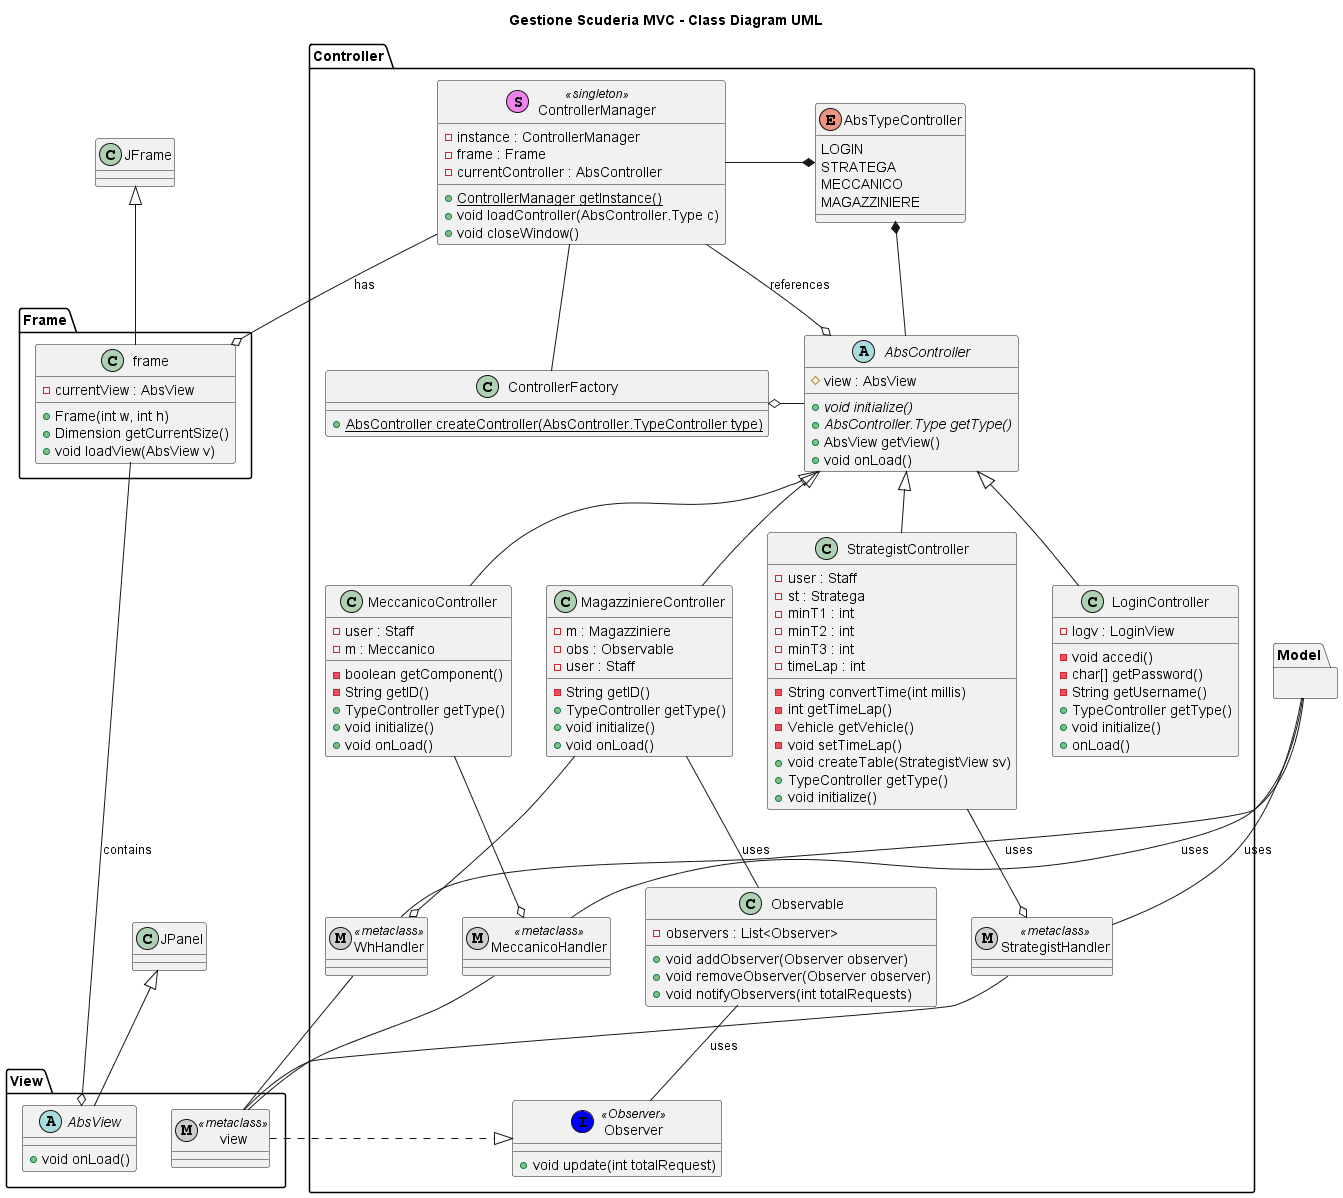 Gestione Scuderia MVC - Class Diagram UML
Controller
S
«singleton»
ControllerManager
instance : ControllerManager
frame : Frame
currentController : AbsController
ControllerManager getInstance()
void loadController(AbsController.Type c)
void closeWindow()
E AbsTypeController
LOGIN
STRATEGA
MECCANICO
MAGAZZINIERE
C JFrame
has
references
Frame
C frame
currentView : AbsView
Frame(int w, int h)
Dimension getCurrentSize()
void loadView(AbsView v)
C ControllerFactory
AbsController createController(AbsController.TypeController type)
A AbsController
view : AbsView
void initialize()
AbsController.Type getType()
AbsView getView()
void onLoad()
C MeccanicoController
user : Staff
m : Meccanico
boolean getComponent()
String getID()
TypeController getType()
void initialize()
void onLoad()
C MagazziniereController
m : Magazziniere
obs : Observable
user : Staff
String getID()
TypeController getType()
void initialize()
void onLoad()
C StrategistController
user : Staff
st : Stratega
minT1 : int
minT2 : int
minT3 : int
timeLap : int
String convertTime(int millis)
int getTimeLap()
Vehicle getVehicle()
void setTimeLap()
void createTable(StrategistView sv)
TypeController getType()
void initialize()
C LoginController
logv : LoginView
void accedi()
char[] getPassword()
String getUsername()
TypeController getType()
void initialize()
onLoad()
Model
contains
uses
uses
uses
uses
C JPanel
M
«metaclass»
WhHandler
M
«metaclass»
MeccanicoHandler
C Observable
observers : List<Observer>
void addObserver(Observer observer)
void removeObserver(Observer observer)
void notifyObservers(int totalRequests)
M
«metaclass»
StrategistHandler
uses
View
A AbsView
void onLoad()
M
«metaclass»
view
I
«Observer»
Observer
void update(int totalRequest)